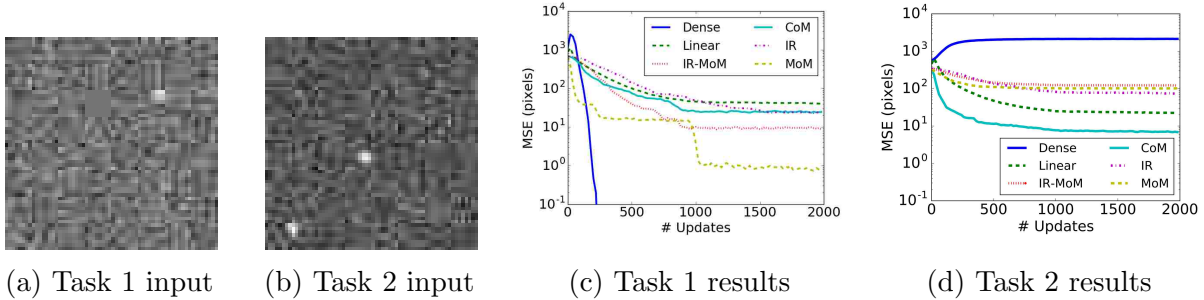 10^4
10^3
10^2
10^1
10^0
10^-1
MSE (pixels)
Dense
Linear
IR-MoM
CoM
IR
MoM
0 500 1000 1500 2000
# Updates
10^4
10^3
10^2
10^1
10^0
10^-1
MSE (pixels)
Dense
Linear
IR-MoM
CoM
IR
MoM
0 500 1000 1500 2000
# Updates
(a) Task 1 input
(b) Task 2 input
(c) Task 1 results
(d) Task 2 results